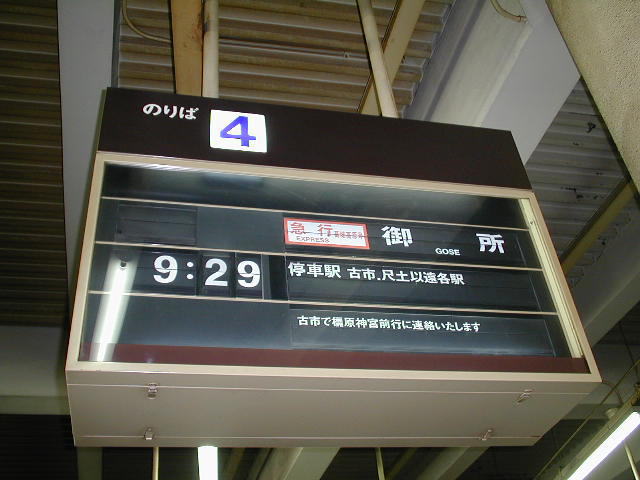 のりば 4
急行 EXPRESS 御所 GOSE
9:29 停車駅 古市、尺土以遠各駅
古市で橿原神宮前行に連絡いたします